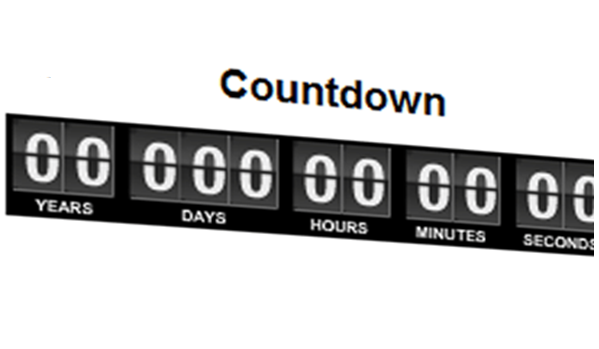 Countdown
00 000 00 00 00
YEARS DAYS HOURS MINUTES SECONDS